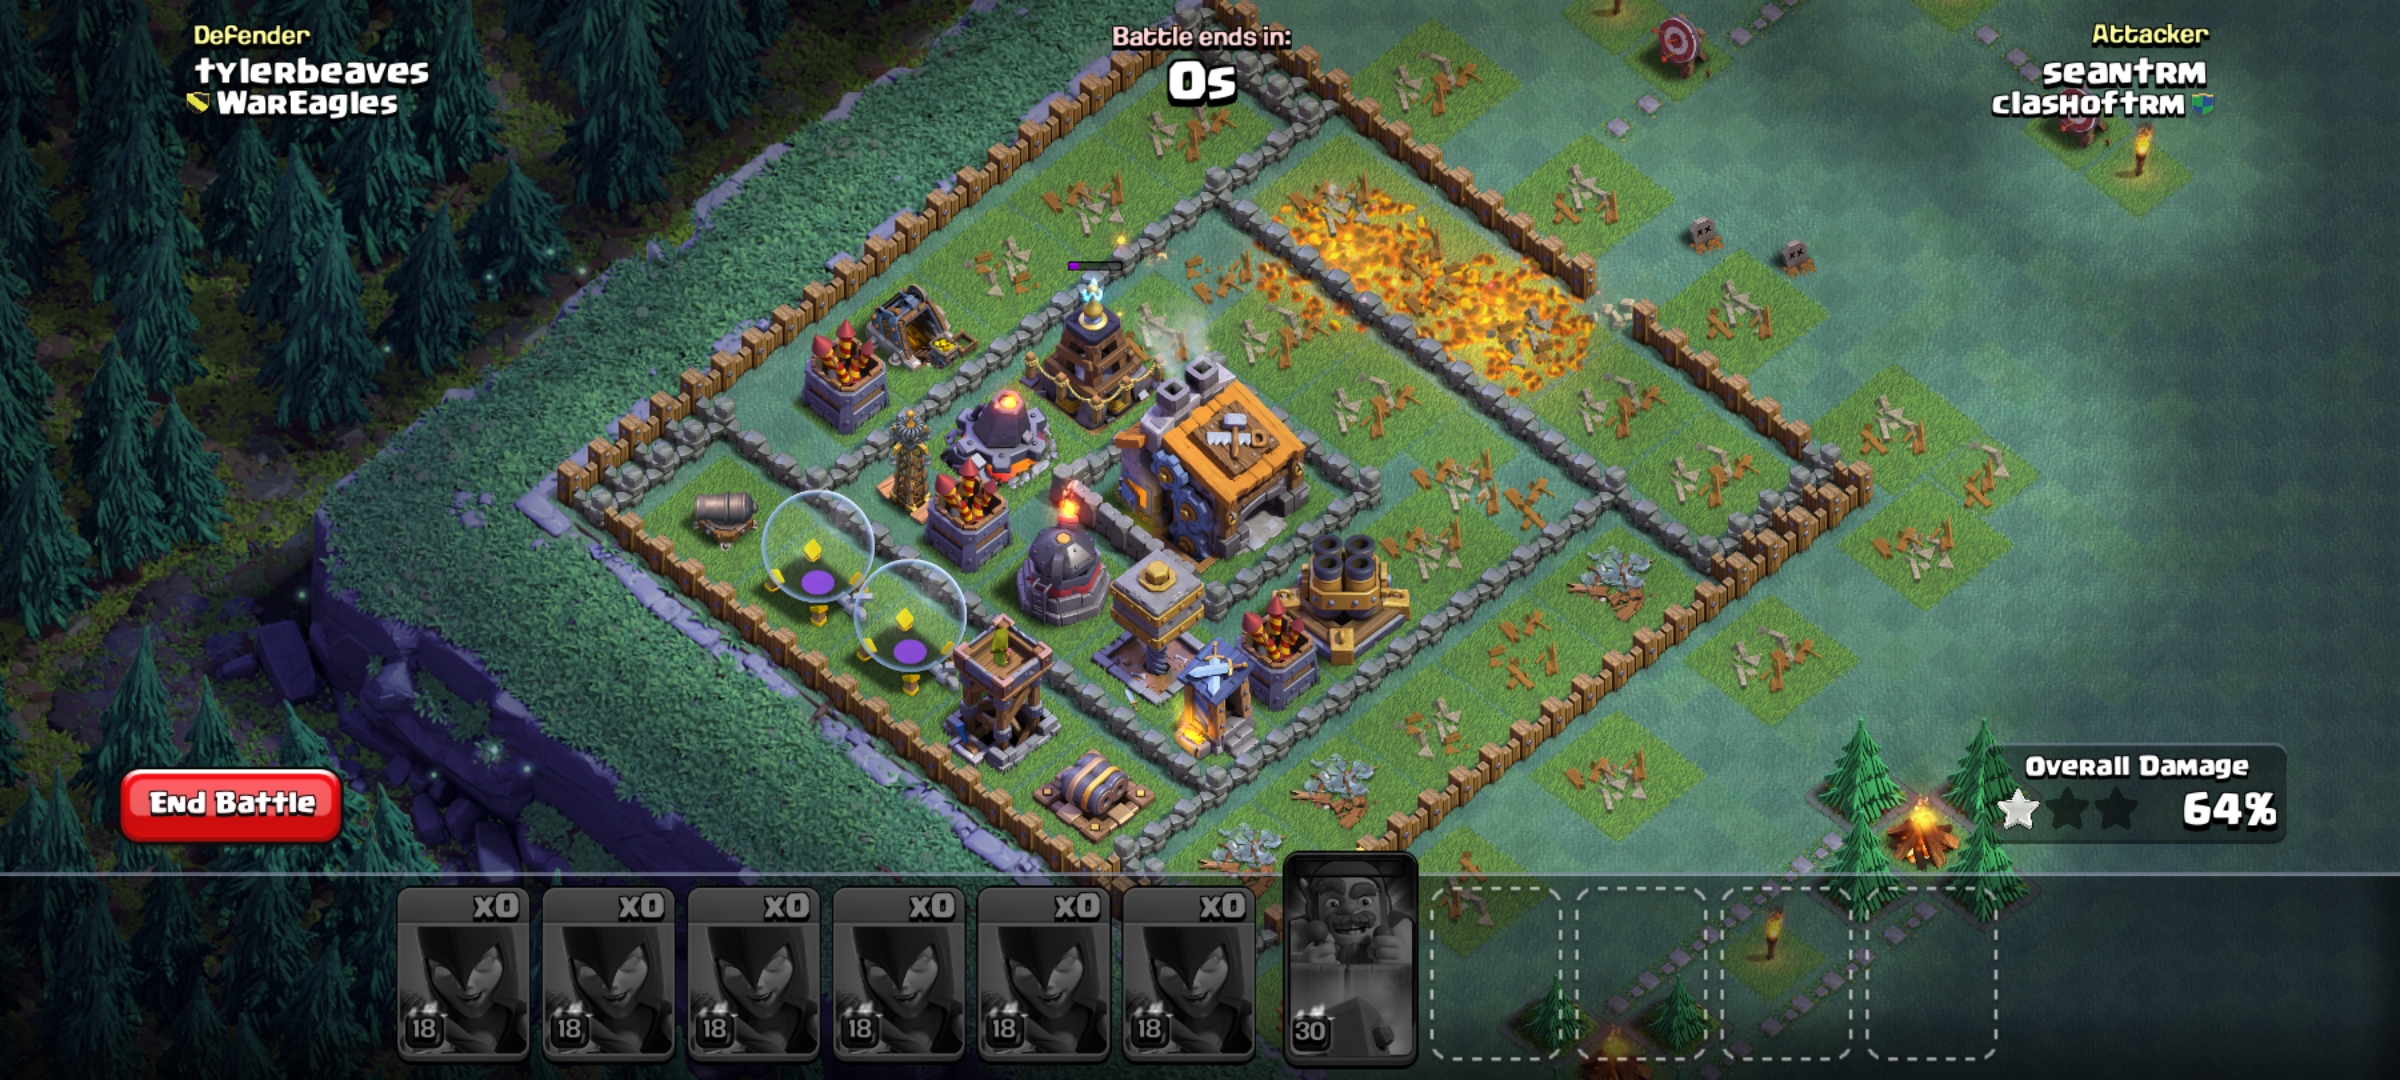 Defender
tylerbeaves
WarEagles
Battle ends in:
0s
Attacker
seantRM
clashoftRM
End Battle
Overall Damage
64%
x0
x0
x0
x0
x0
x0
18
18
18
18
18
18
30